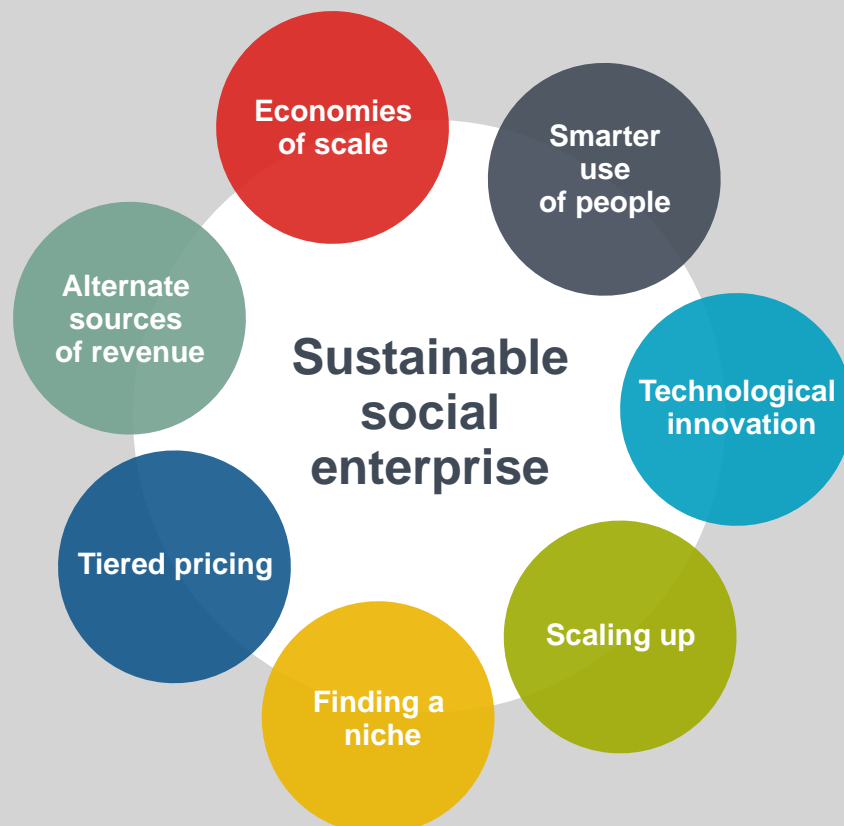 Economies
of scale
Smarter
use
of people
Alternate
sources
of revenue
Sustainable
social
enterprise
Technological
innovation
Tiered pricing
Scaling up
Finding a
niche